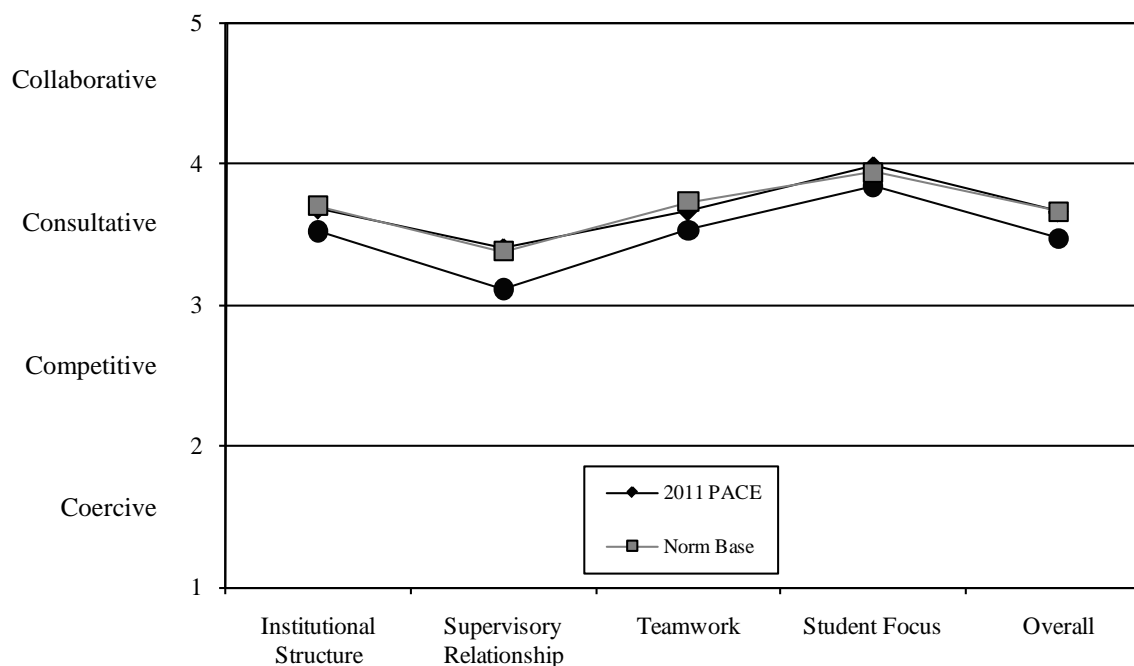 5
Collaborative
4
Consultative
3
Competitive
2
Coercive
2011 PACE
Norm Base
1
Institutional
Structure
Supervisory
Relationship
Teamwork
Student Focus
Overall